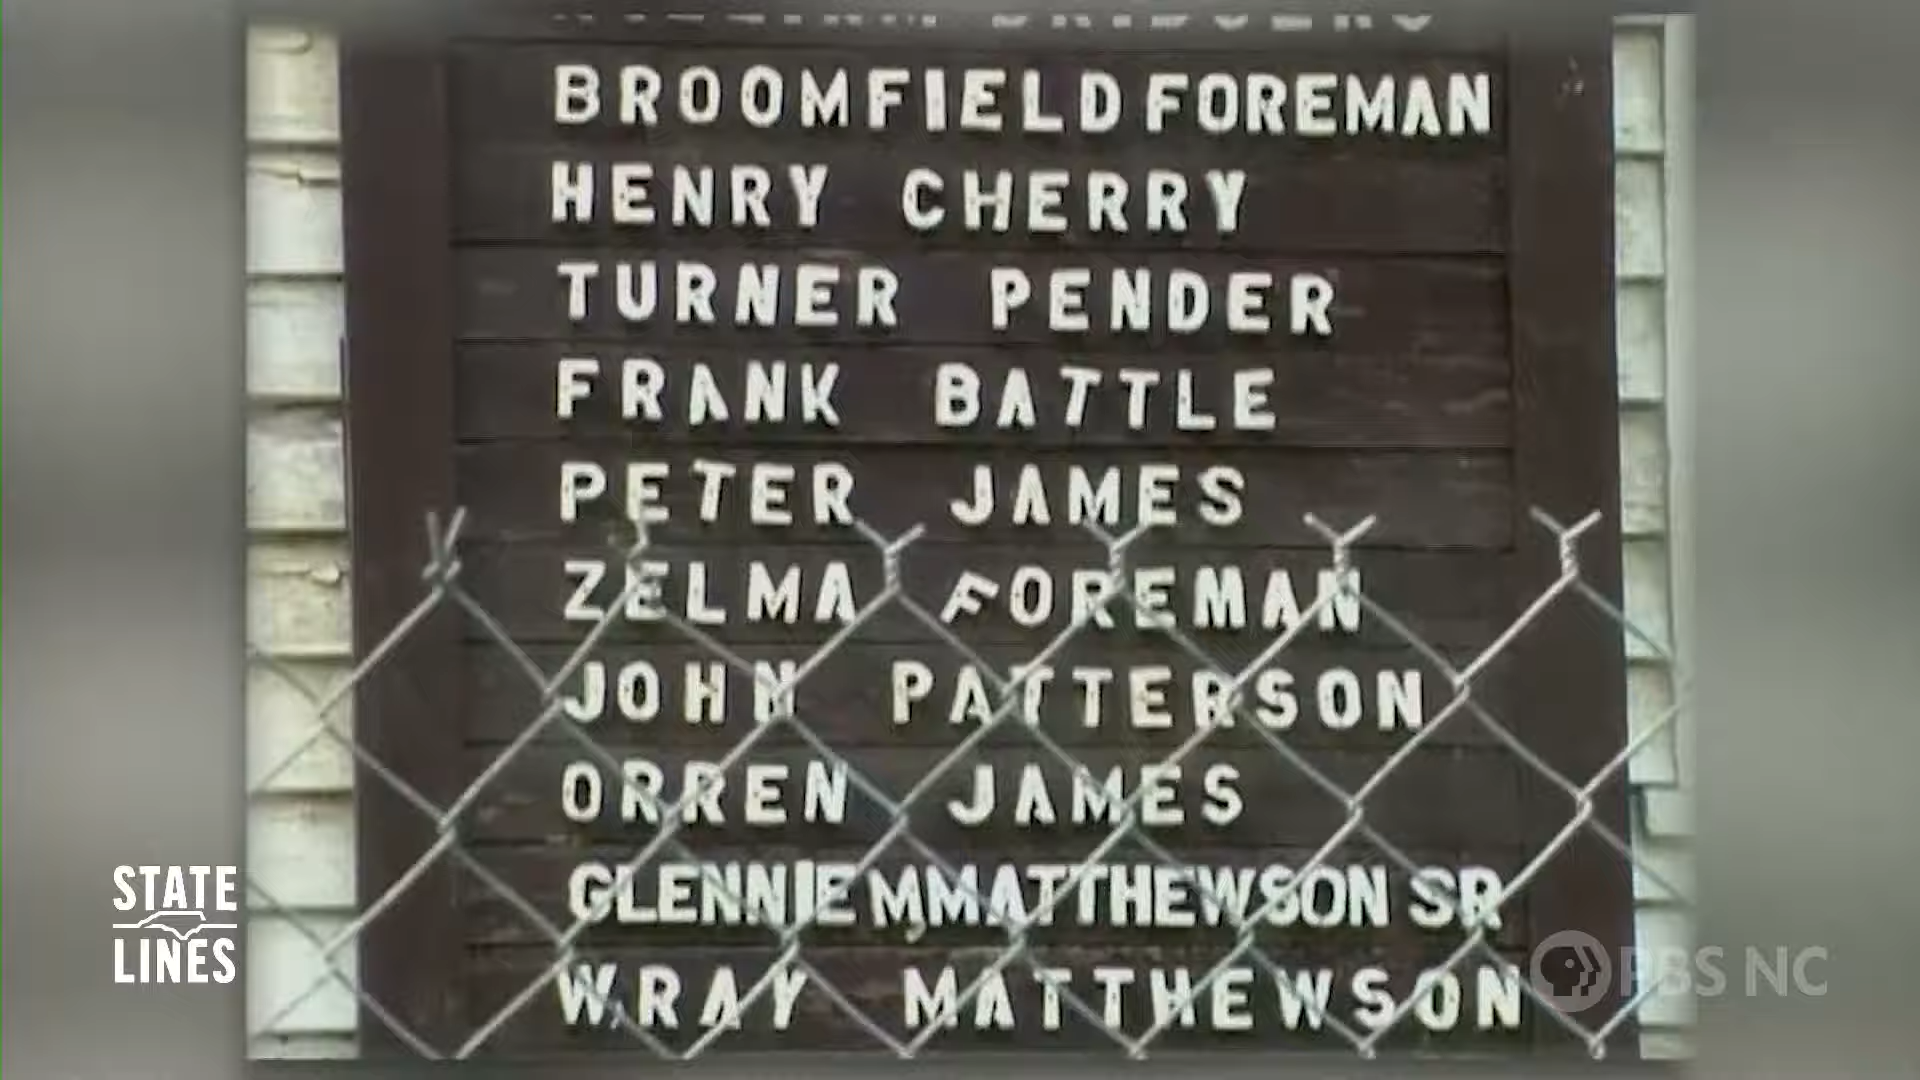 BROOMFIELD FOREMAN
HENRY CHERRY
TURNER PENDER
FRANK BATTLE
PETER JAMES
ZELMA FOREMAN
JOHN PATTERSON
ORREN JAMES
GLENNIE M, MATTHEWSON SR
WRAY MATTHEWSON
STATE
LINES
PBS NC